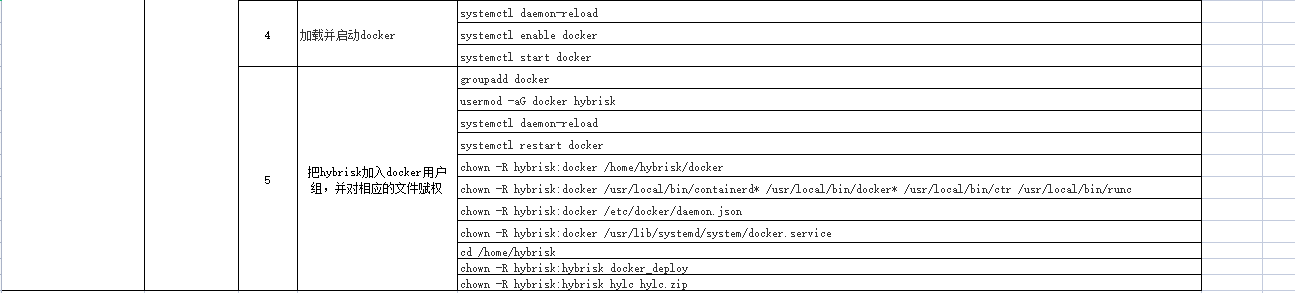 4
加载并启动docker
systemctl daemon-reload
systemctl enable docker
systemctl start docker
5
把hybrisk加入docker用户
组，并对相应的文件赋权
groupadd docker
usermod -aG docker hybrisk
systemctl daemon-reload
systemctl restart docker
chown -R hybrisk:docker /home/hybrisk/docker
chown -R hybrisk:docker /usr/local/bin/containerd* /usr/local/bin/docker* /usr/local/bin/ctr /usr/local/bin/runc
chown -R hybrisk:docker /etc/docker/daemon.json
chown -R hybrisk:docker /usr/lib/systemd/system/docker.service
cd /home/hybrisk
chown -R hybrisk:hybrisk docker_deploy
chown -R hybrisk:hybrisk hylc hylc.zip